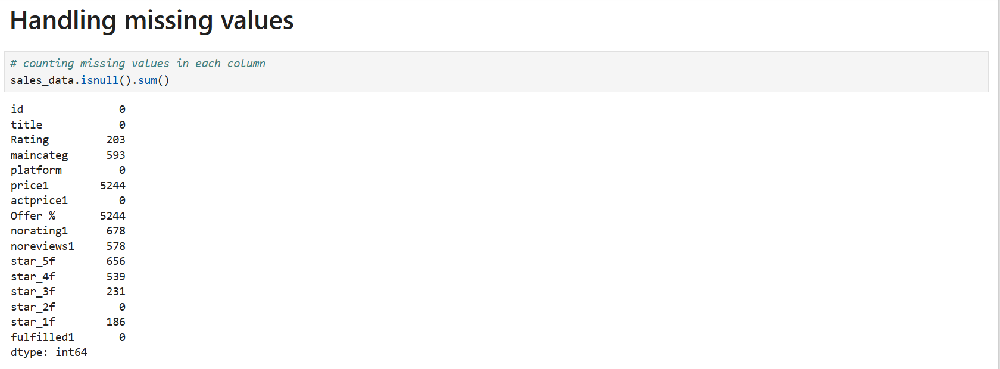 Handling missing values
# counting missing values in each column
sales_data.isnull().sum()
id 0
title 0
Rating 203
maincateg 593
platform 0
price1 5244
actprice1 0
Offer % 5244
norating1 678
noreviews1 578
star_5f 656
star_4f 539
star_3f 231
star_2f 0
star_1f 186
fulfilled1 0
dtype: int64